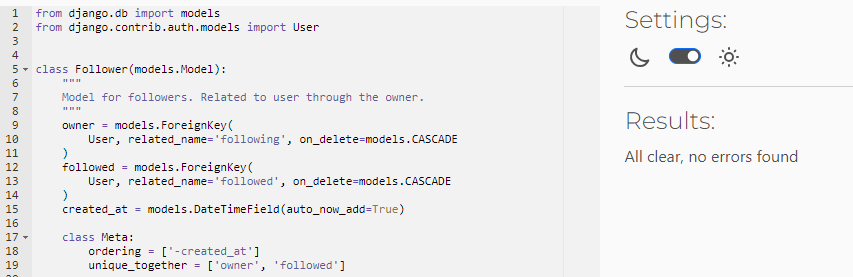 1 from django.db import models
2 from django.contrib.auth.models import User
3
4
5 class Follower(models.Model):
6     """
7     Model for followers. Related to user through the owner.
8     """
9     owner = models.ForeignKey(
10         User, related_name='following', on_delete=models.CASCADE
11     )
12     followed = models.ForeignKey(
13         User, related_name='followed', on_delete=models.CASCADE
14     )
15     created_at = models.DateTimeField(auto_now_add=True)
16
17     class Meta:
18         ordering = ['-created_at']
19         unique_together = ['owner', 'followed']
Settings:
Results:
All clear, no errors found